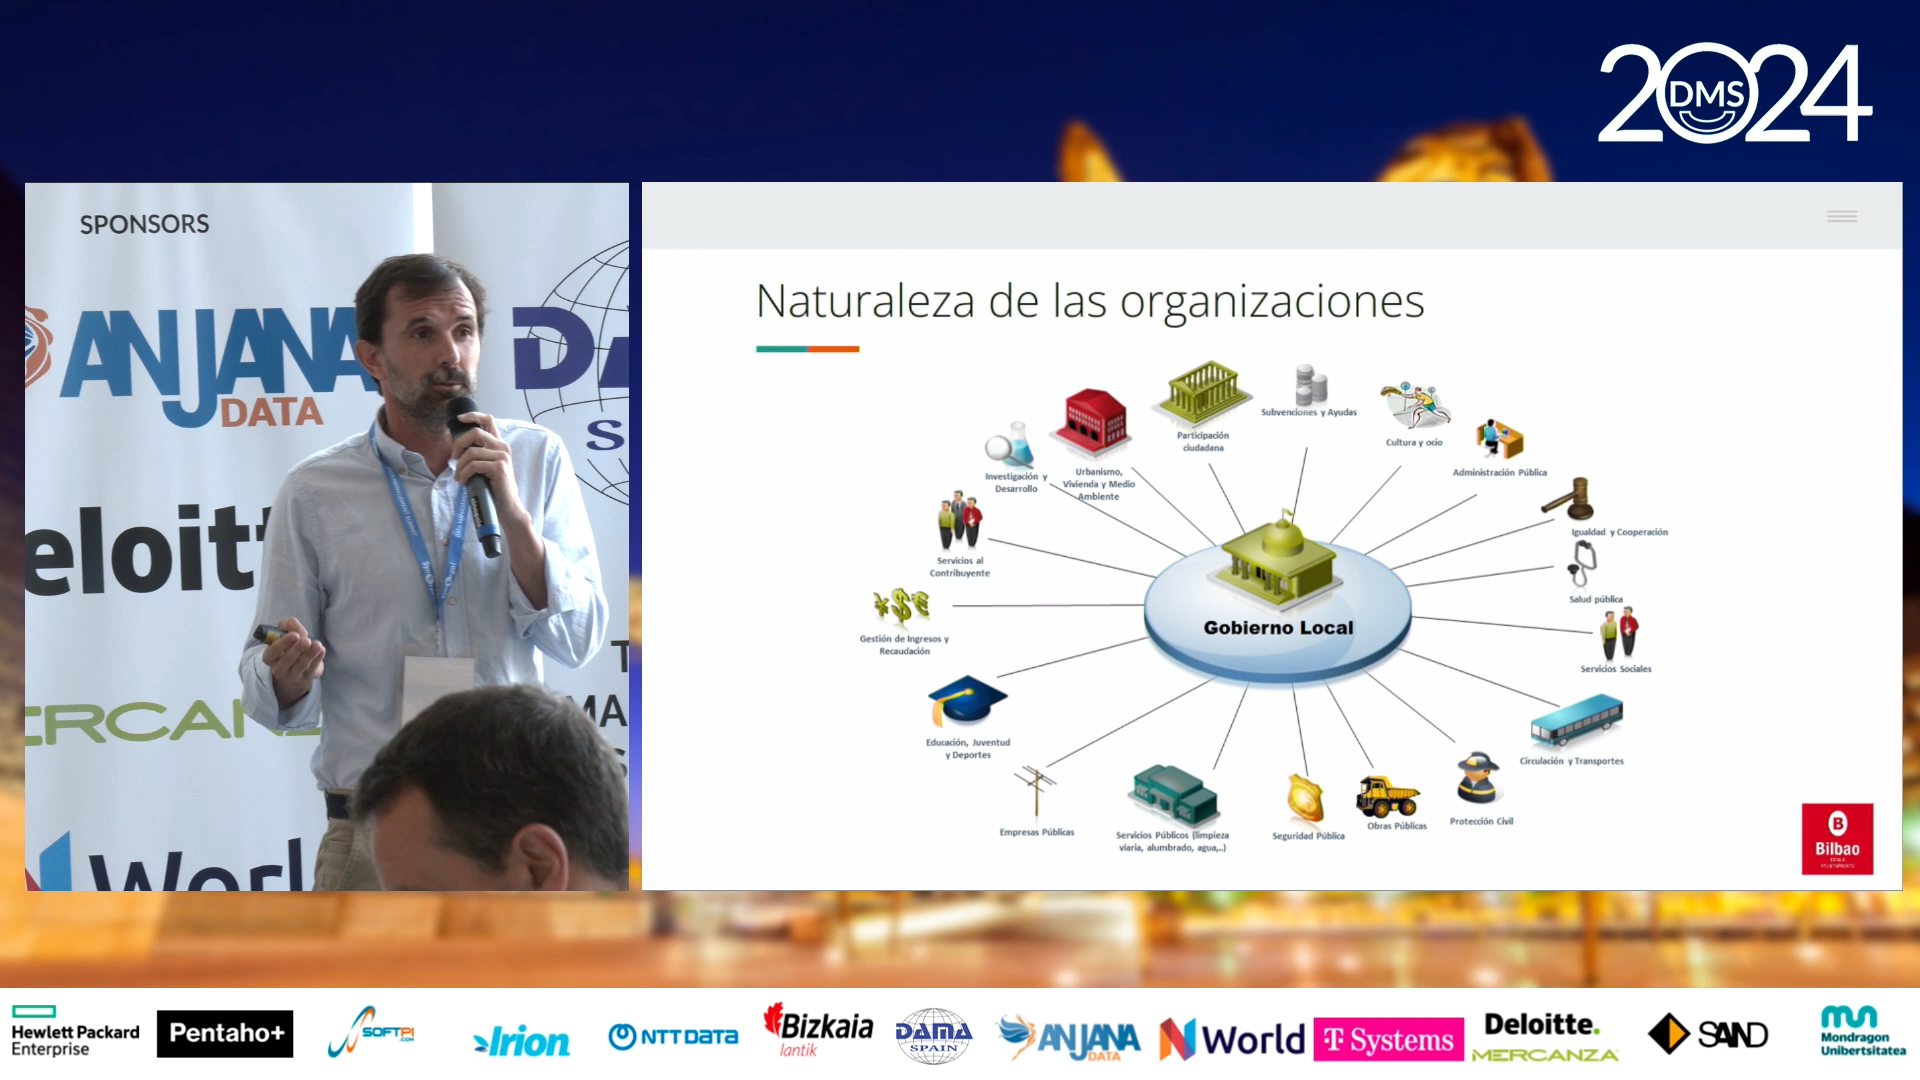 2024
DMS
SPONSORS
ANJANA
DATA
eloitt
ERCANZ
Worl
Naturaleza de las organizaciones
Subvenciones y Ayudas
Participación
ciudadana
Cultura y ocio
Administración Pública
Urbanismo,
Vivienda y Medio
Ambiente
Investigación y
Desarrollo
Igualdad y Cooperación
Servicios al
Contribuyente
Salud pública
Gobierno Local
Gestión de Ingresos y
Recaudación
Servicios Sociales
Educación, Juventud
y Deportes
Circulación y Transportes
Empresas Públicas
Servicios Públicos (limpieza
viaria, alumbrado, agua,..)
Seguridad Pública
Obras Públicas
Protección Civil
B
Bilbao
Hewlett Packard
Enterprise
Pentaho+
SOFTPI
.COM
Irion
NTT DATA
Bizkaia
lantik
DAMA
SPAIN
ANJANA
DATA
N World
T Systems
Deloitte.
MERCANZA
SAND
Mondragon
Unibertsitatea